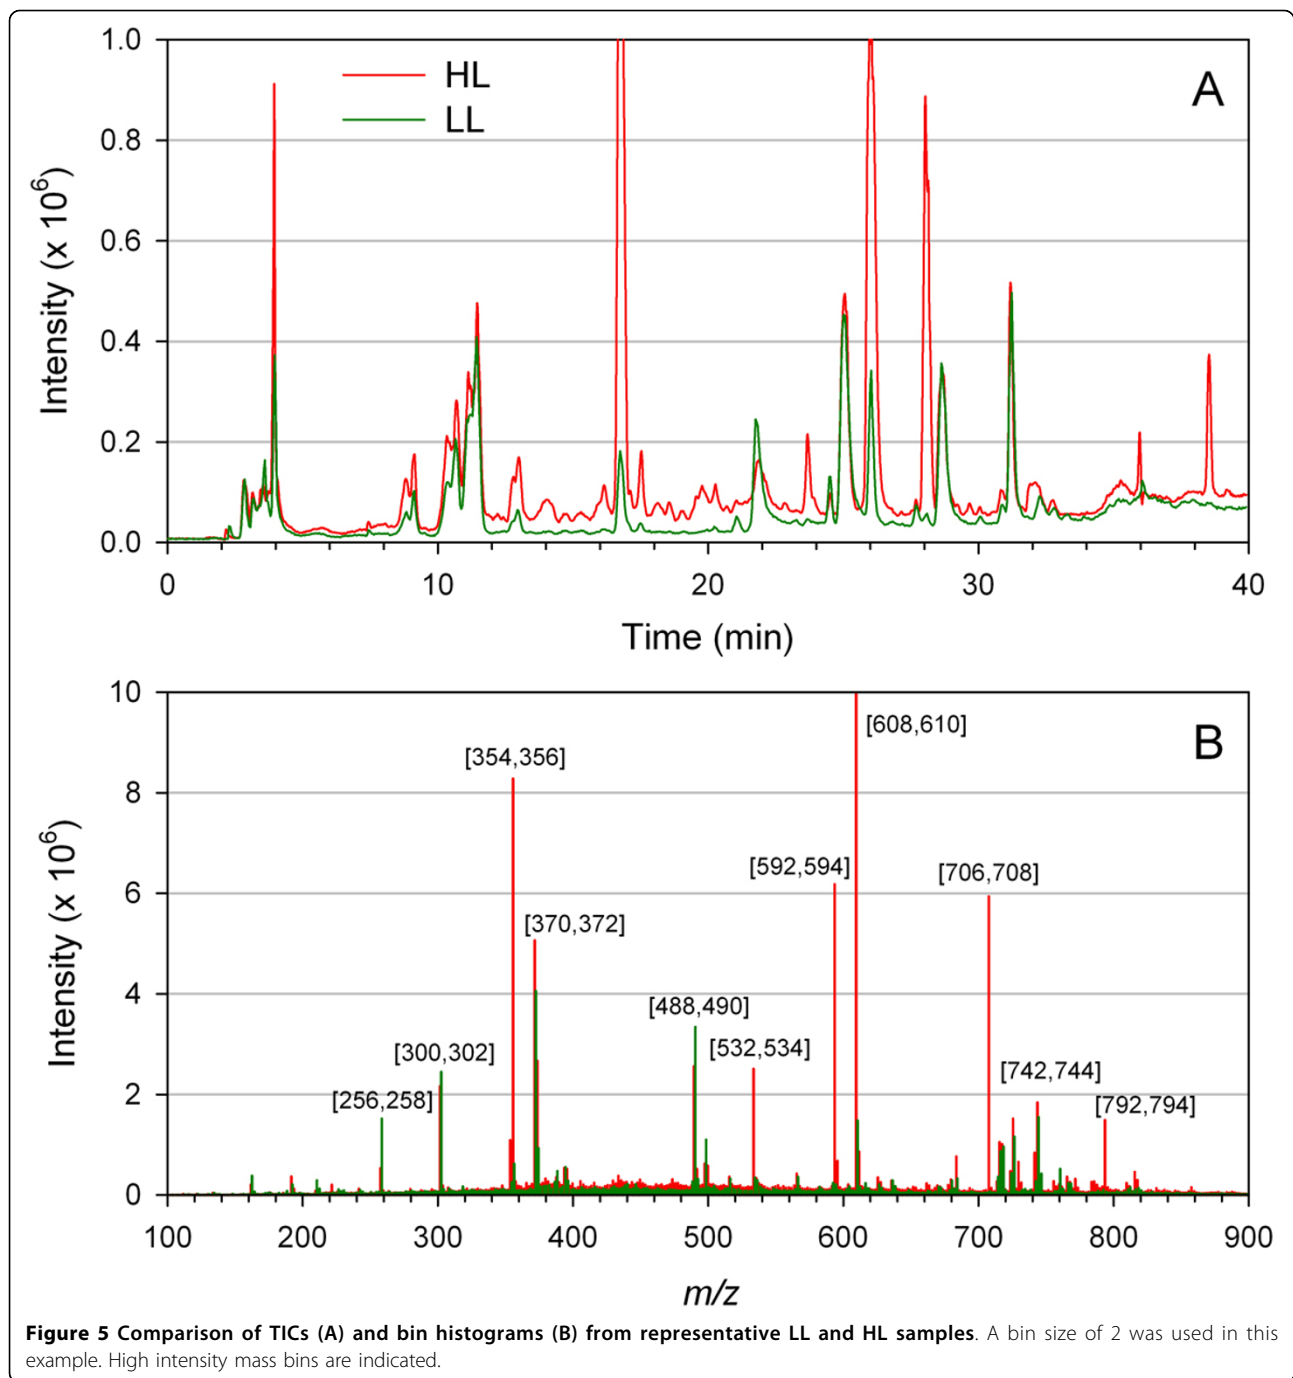 1.0
0.8
0.6
0.4
0.2
0.0
Intensity (x 10⁶)
HL
LL
A
0 10 20 30 40
Time (min)
10
8
6
4
2
0
Intensity (x 10⁶)
B
[608,610]
[354,356]
[592,594]
[706,708]
[370,372]
[488,490]
[532,534]
[300,302]
[742,744]
[256,258]
[792,794]
100 200 300 400 500 600 700 800 900
m/z
Figure 5 Comparison of TICs (A) and bin histograms (B) from representative LL and HL samples. A bin size of 2 was used in this
example. High intensity mass bins are indicated.